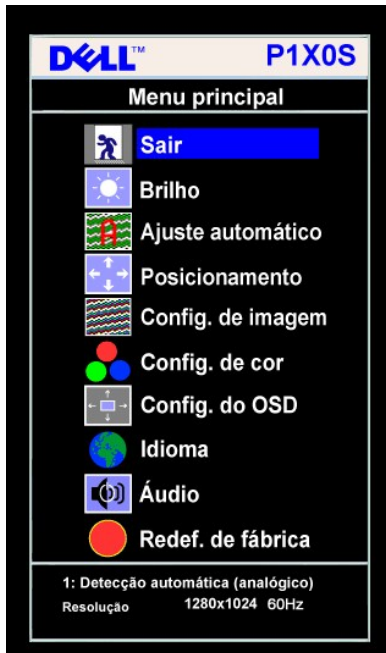 DELL™ P1X0S
Menu principal
Sair
Brilho
Ajuste automático
Posicionamento
Config. de imagem
Config. de cor
Config. do OSD
Idioma
Áudio
Redef. de fábrica
1: Detecção automática (analógico)
Resolução 1280x1024 60Hz